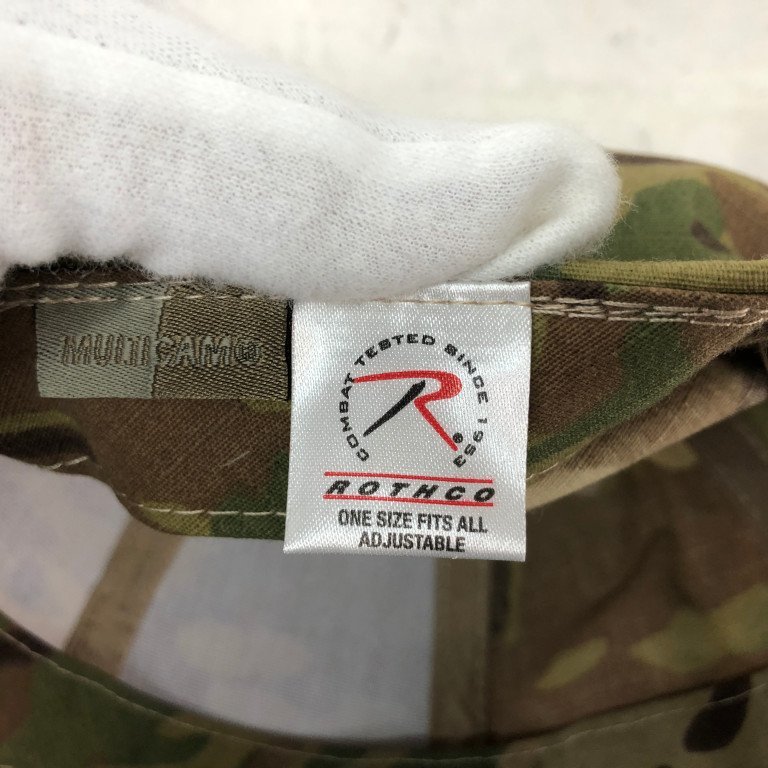 MULTICAM®
COMBAT TESTED SINCE 1953
R®
ROTHCO
ONE SIZE FITS ALL
ADJUSTABLE